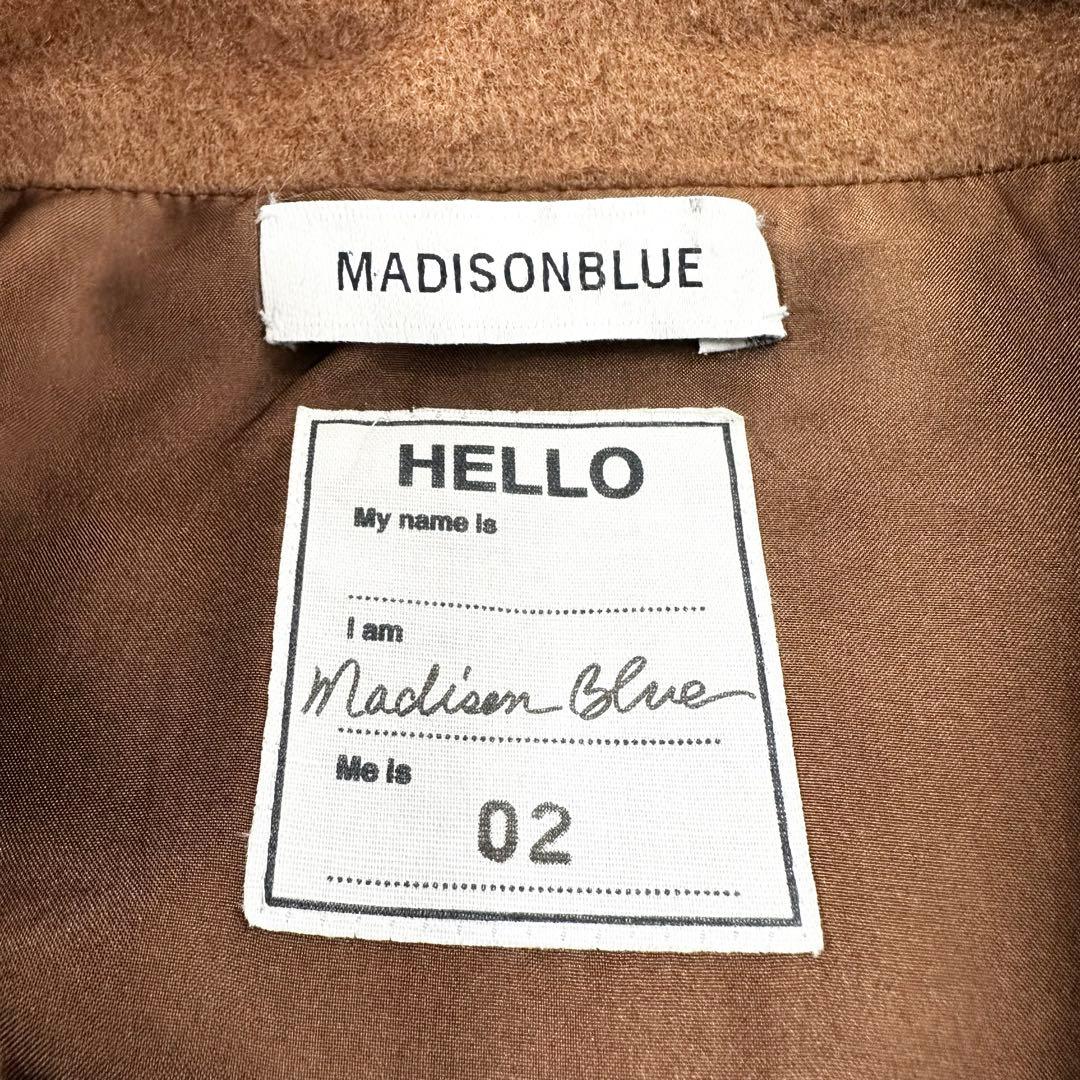 MADISONBLUE
HELLO
My name is
I am
Madison Blue
Me is
02